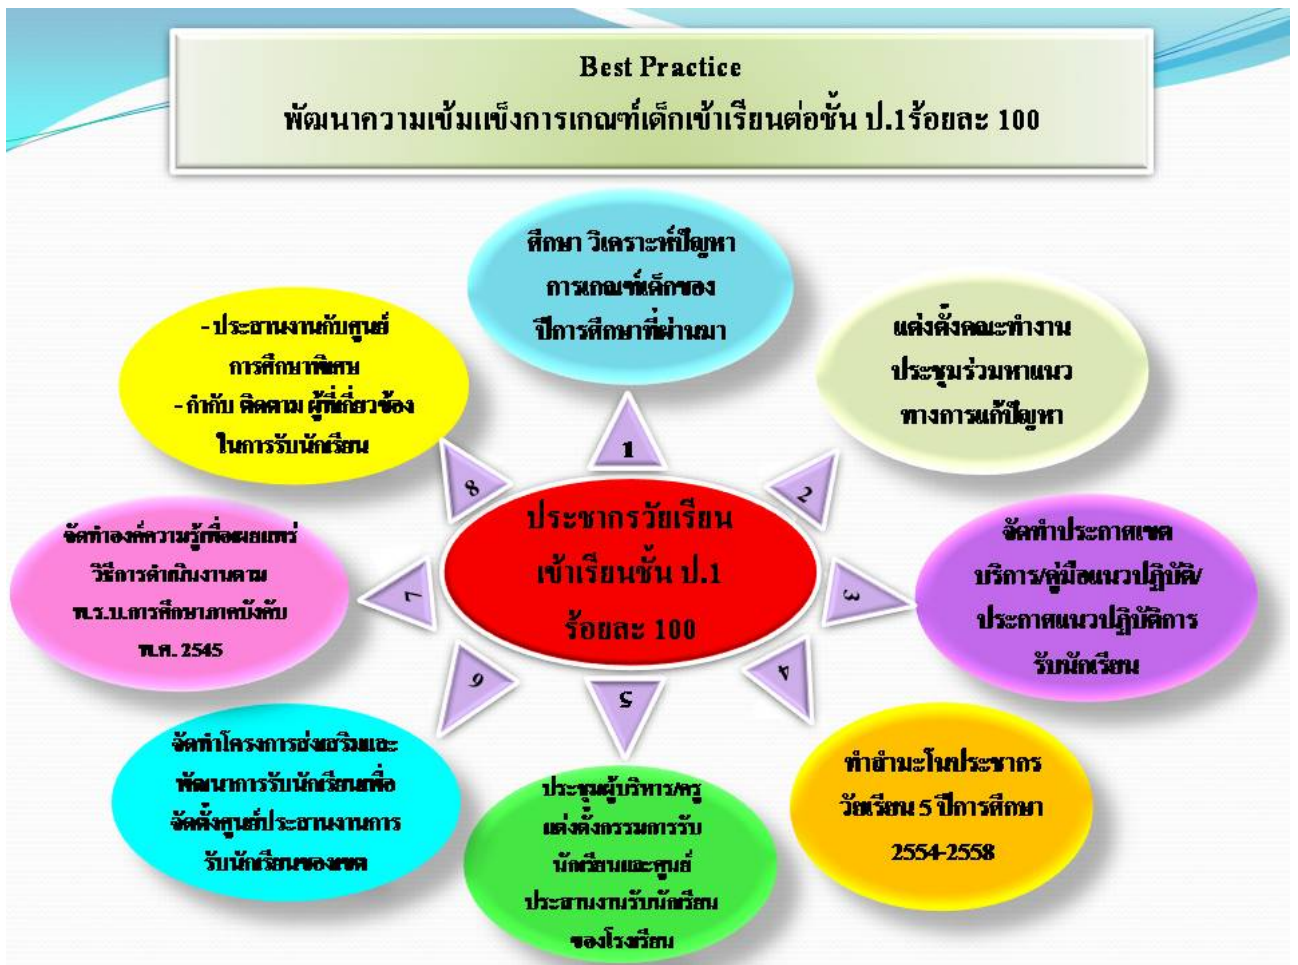 Best Practice
พัฒนาความเข้มแข็งการเกณฑ์เด็กเข้าเรียนต่อชั้น ป.1ร้อยละ 100
ศึกษา วิเคราะห์ปัญหา
การเกณฑ์เด็กของ
ปีการศึกษาที่ผ่านมา
1
แต่งตั้งคณะทำงาน
ประชุมร่วมหาแนว
ทางการแก้ปัญหา
2
จัดทำประกาศเขต
บริการ/คู่มือแนวปฏิบัติ/
ประกาศแนวปฏิบัติการ
รับนักเรียน
3
ทำสำมะโนประชากร
วัยเรียน 5 ปีการศึกษา
2554-2558
4
ประชุมผู้บริหาร/ครู
แต่งตั้งกรรมการรับ
นักเรียนและศูนย์
ประสานงานรับนักเรียน
ของโรงเรียน
5
จัดทำโครงการส่งเสริมและ
พัฒนาการรับนักเรียนเพื่อ
จัดตั้งศูนย์ประสานงานการ
รับนักเรียนของเขต
6
จัดทำองค์ความรู้เพื่อเผยแพร่
วิธีการดำเนินงานตาม
พ.ร.บ.การศึกษาภาคบังคับ
พ.ศ. 2545
7
- ประสานงานกับศูนย์
การศึกษาพิเศษ
- กำกับ ติดตาม ผู้ที่เกี่ยวข้อง
ในการรับนักเรียน
8
ประชากรวัยเรียน
เข้าเรียนชั้น ป.1
ร้อยละ 100